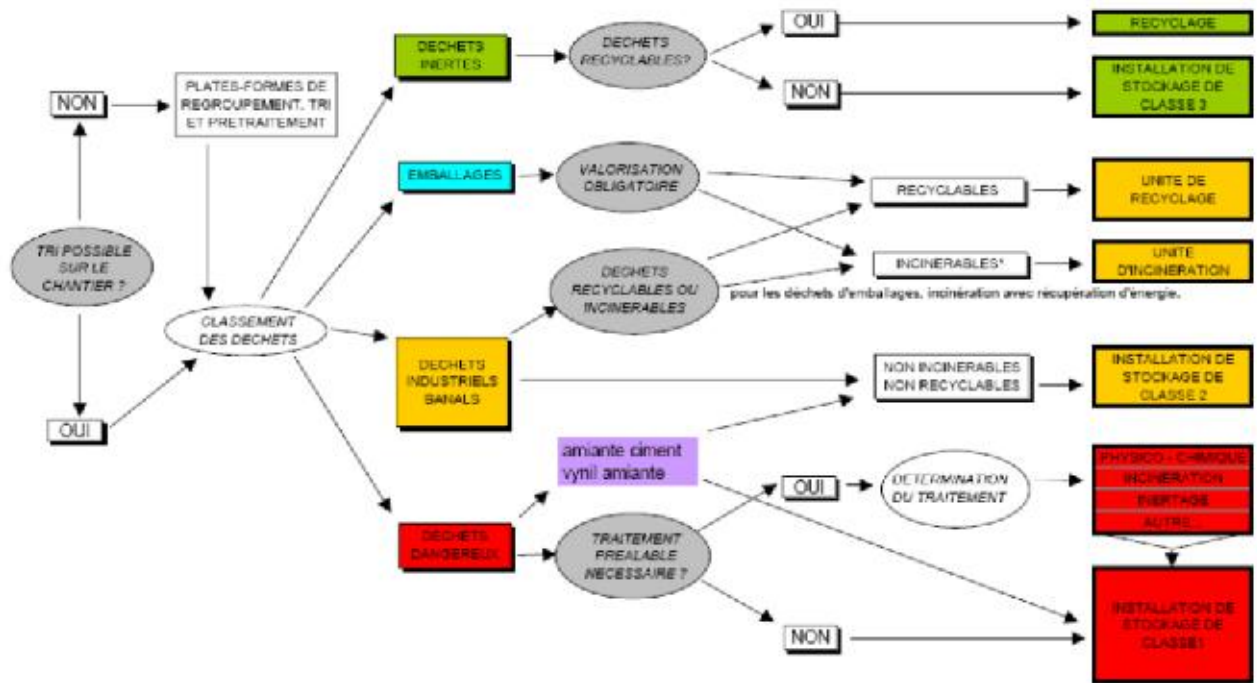 OUI
RECYCLAGE
DECHETS
INERTES
DECHETS
RECYCLABLES?
NON
INSTALLATION DE
STOCKAGE DE
CLASSE 3
NON
PLATES-FORMES DE
REGROUPEMENT, TRI
ET PRETRAITEMENT
EMBALLAGES
VALORISATION
OBLIGATOIRE
RECYCLABLES
UNITE DE
RECYCLAGE
TRI POSSIBLE
SUR LE
CHANTIER ?
DECHETS
RECYCLABLES OU
INCINERABLES
INCINERABLES*
UNITE
D'INCINERATION
pour les déchets d'emballages, incinération avec récupération d'énergie.
CLASSEMENT
DES DECHETS
DECHETS
INDUSTRIELS
BANALS
NON INCINERABLES
NON RECYCLABLES
INSTALLATION DE
STOCKAGE DE
CLASSE 2
OUI
amiante ciment
vynil amiante
OUI
DETERMINATION
DU TRAITEMENT
PHYSICO - CHIMIQUE
INCINERATION
INERTAGE
AUTRE...
DECHETS
DANGEREUX
TRAITEMENT
PREALABLE
NECESSAIRE ?
NON
INSTALLATION DE
STOCKAGE DE
CLASSE1